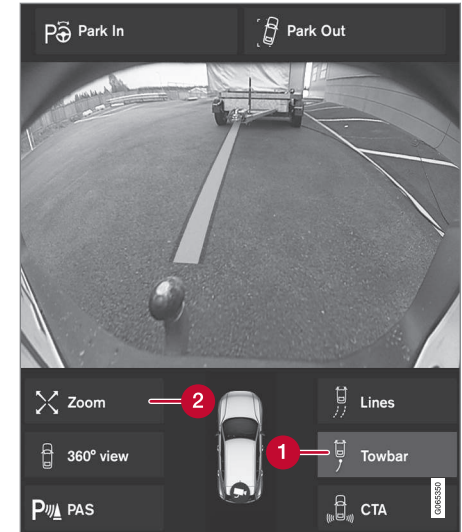 Park In
Park Out
Zoom
2
Lines
360° view
1
Towbar
PAS
CTA
G065350